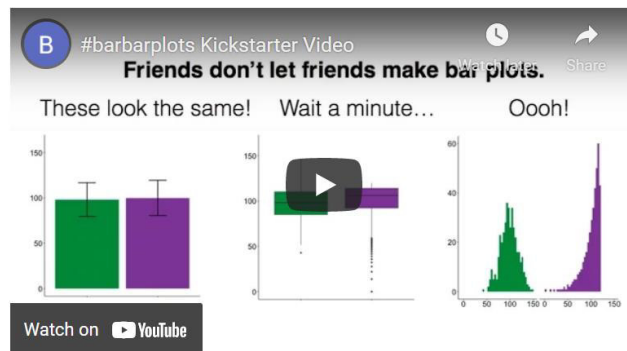 B
#barbarplots Kickstarter Video
Watch later
Share
Friends don't let friends make bar plots.
These look the same!
Wait a minute…
Oooh!
150
100
50
0
150
100
50
0
60
40
20
0
0 50 100 150 0 50 100 150
Watch on YouTube